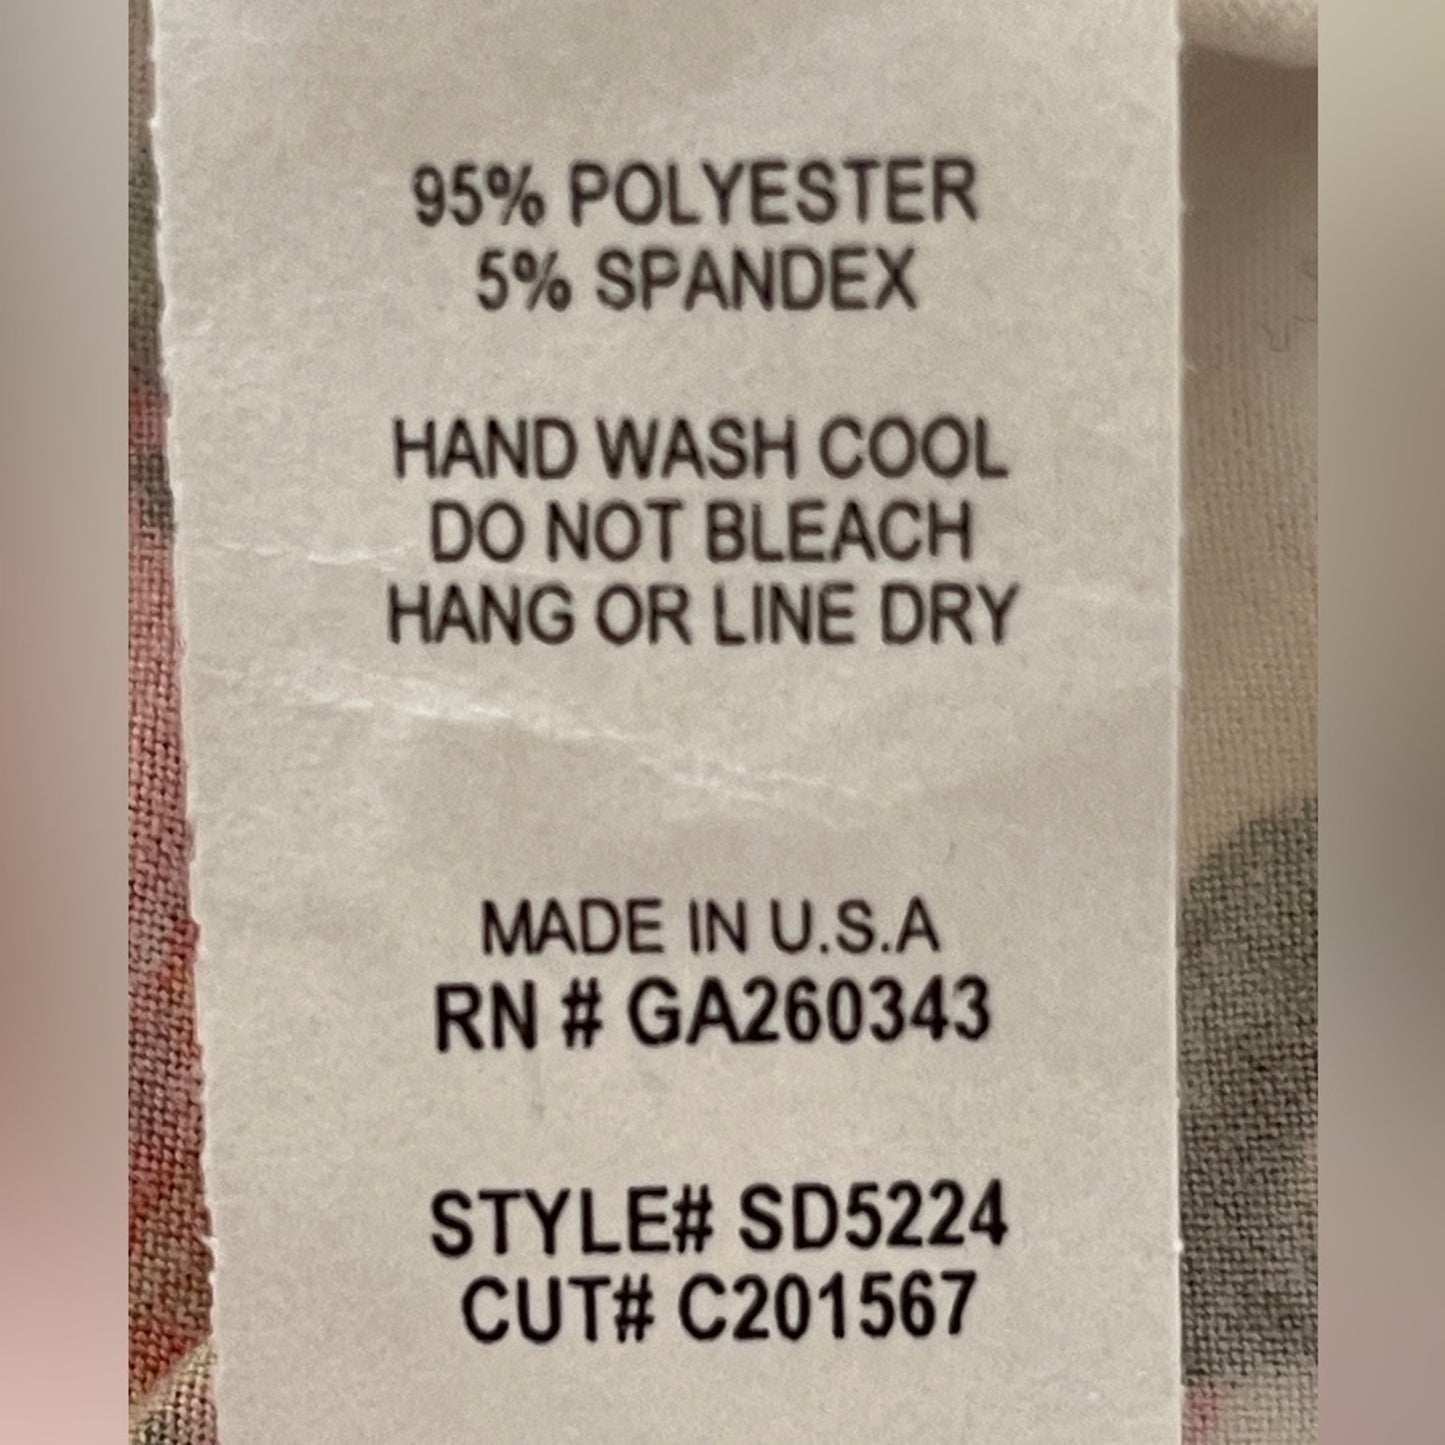 95% POLYESTER
5% SPANDEX
HAND WASH COOL
DO NOT BLEACH
HANG OR LINE DRY
MADE IN U.S.A
RN # GA260343
STYLE# SD5224
CUT# C201567